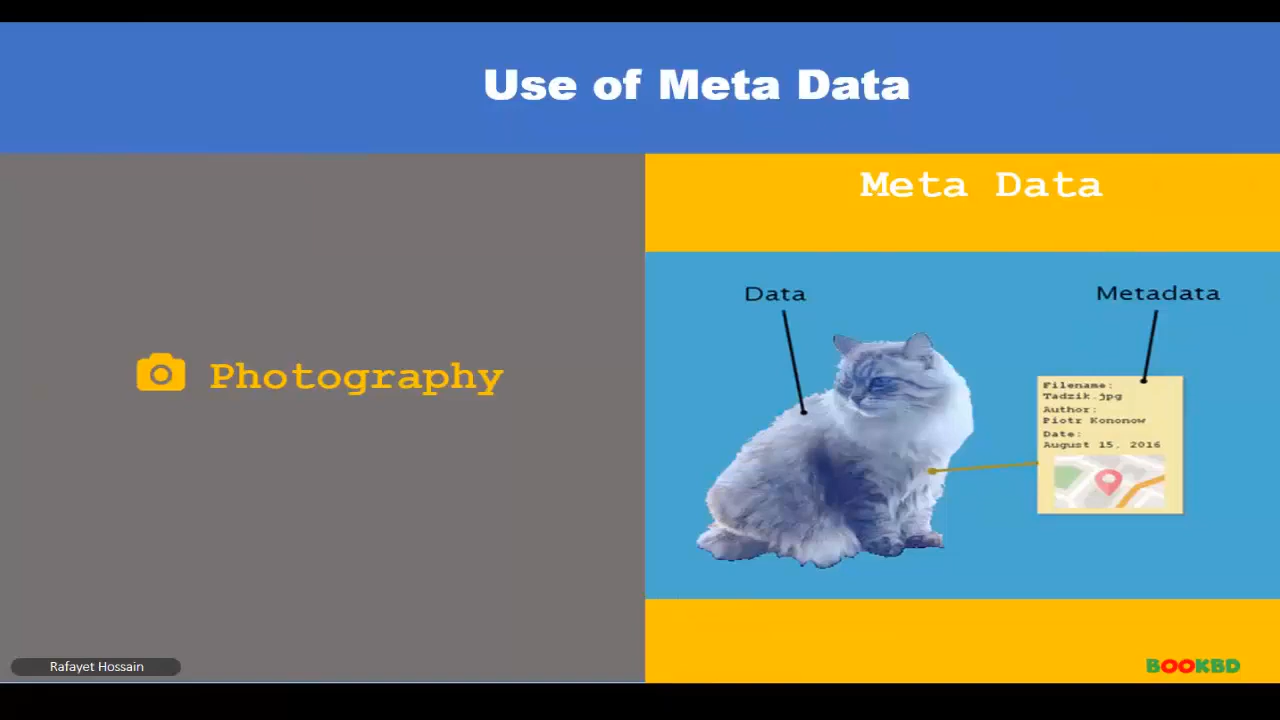 Use of Meta Data
Photography
Meta Data
Data
Metadata
Filename:
Tadzik.jpg
Author:
Piotr Kononow
Date:
August 15, 2016
Rafayet Hossain
BOOKBD